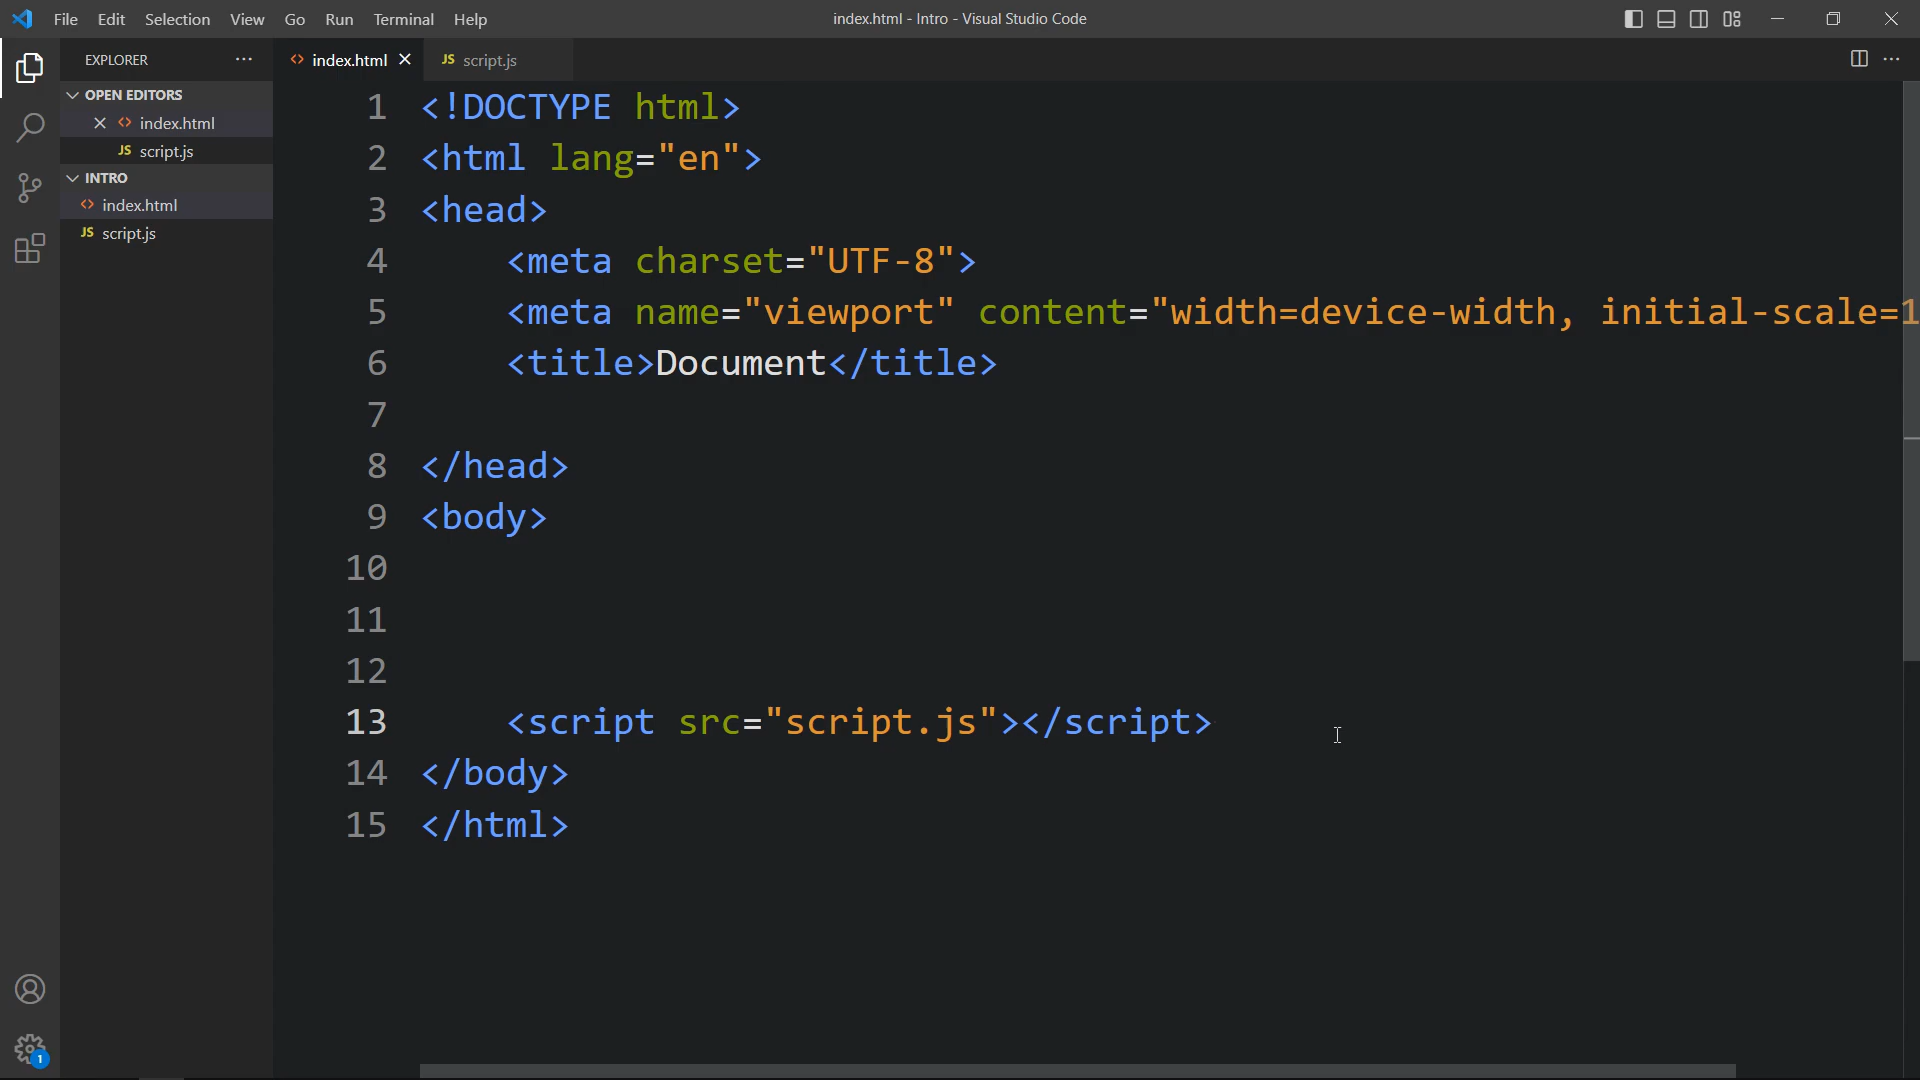 File Edit Selection View Go Run Terminal Help
index.html - Intro - Visual Studio Code
EXPLORER
OPEN EDITORS
index.html
JS script.js
INTRO
index.html
JS script.js
1
index.html
JS script.js
1 <!DOCTYPE html>
2 <html lang="en">
3 <head>
4 <meta charset="UTF-8">
5 <meta name="viewport" content="width=device-width, initial-scale=1
6 <title>Document</title>
7
8 </head>
9 <body>
10
11
12
13 <script src="script.js"></script>
14 </body>
15 </html>